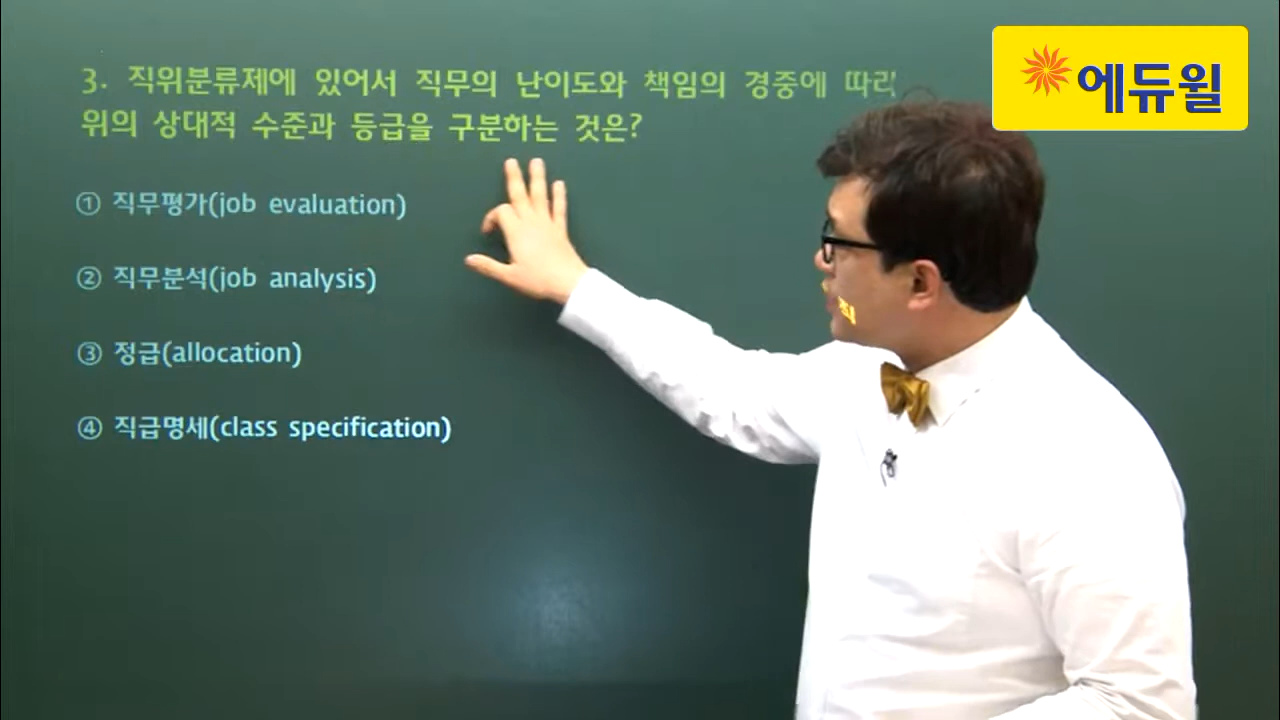 에듀윌
3. 직위분류제에 있어서 직무의 난이도와 책임의 경중에 따라
위의 상대적 수준과 등급을 구분하는 것은?
① 직무평가(job evaluation)
② 직무분석(job analysis)
③ 정급(allocation)
④ 직급명세(class specification)